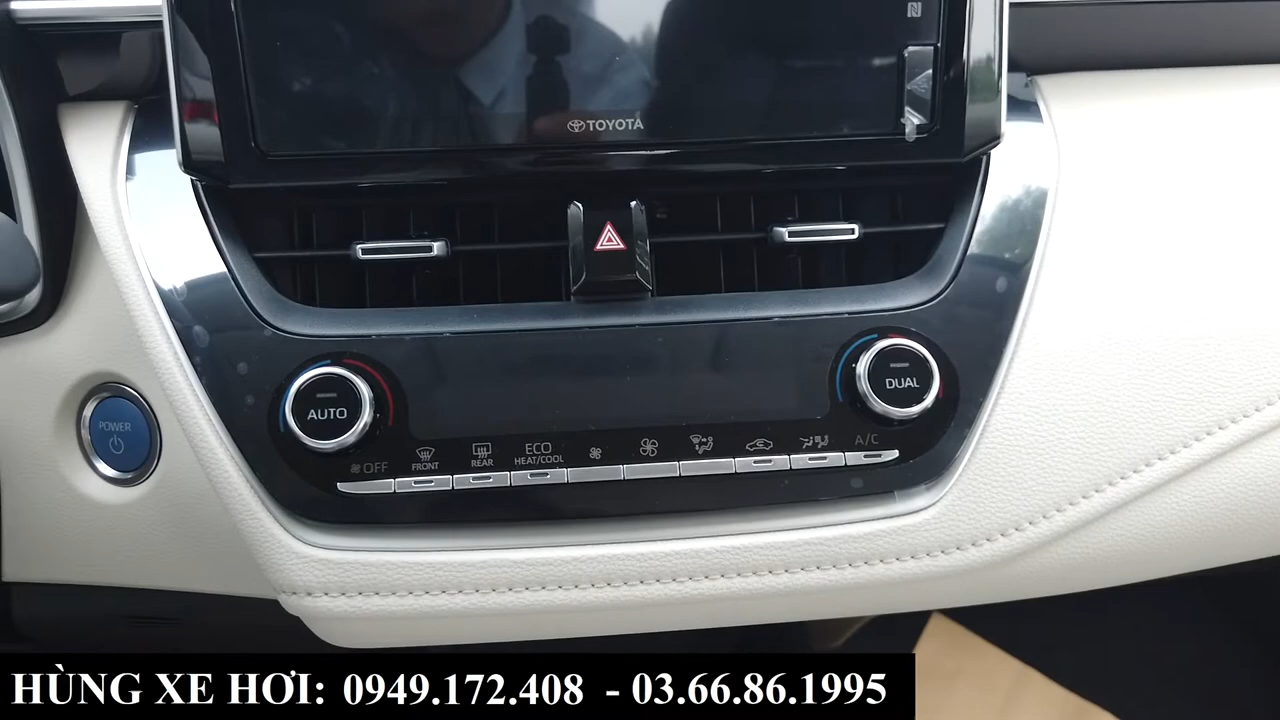 TOYOTA
AUTO
DUAL
POWER
OFF
FRONT
REAR
ECO
HEAT/COOL
A/C
HÙNG XE HƠI: 0949.172.408 - 03.66.86.1995